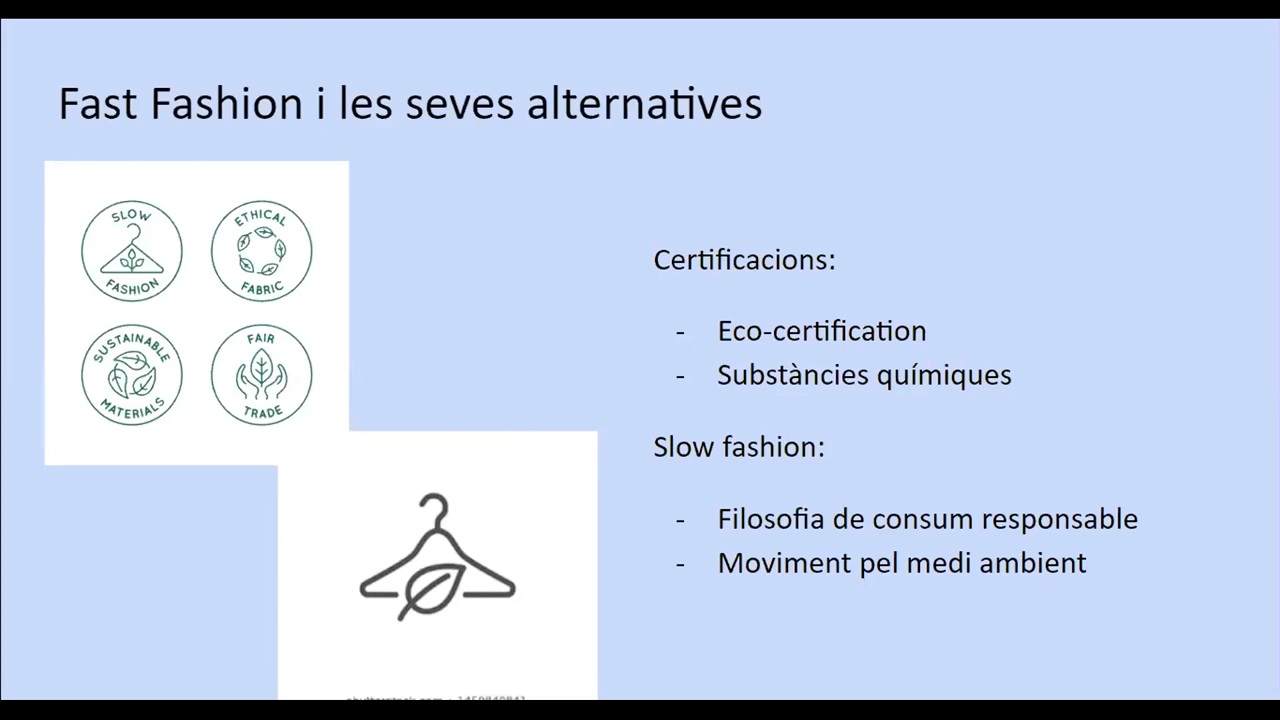 Fast Fashion i les seves alternatives
SLOW
FASHION
ETHICAL
FABRIC
SUSTAINABLE
MATERIALS
FAIR
TRADE
Certificacions:
- Eco-certification
- Substàncies químiques
Slow fashion:
- Filosofia de consum responsable
- Moviment pel medi ambient